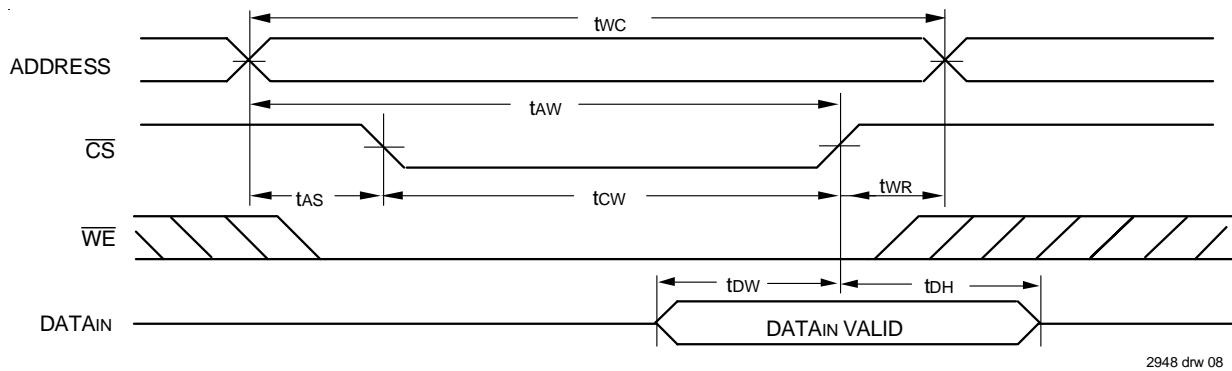 tWC
ADDRESS
tAW
CS
tAS
tCW
tWR
WE
tDW
tDH
DATAIN
DATAIN VALID
2948 drw 08